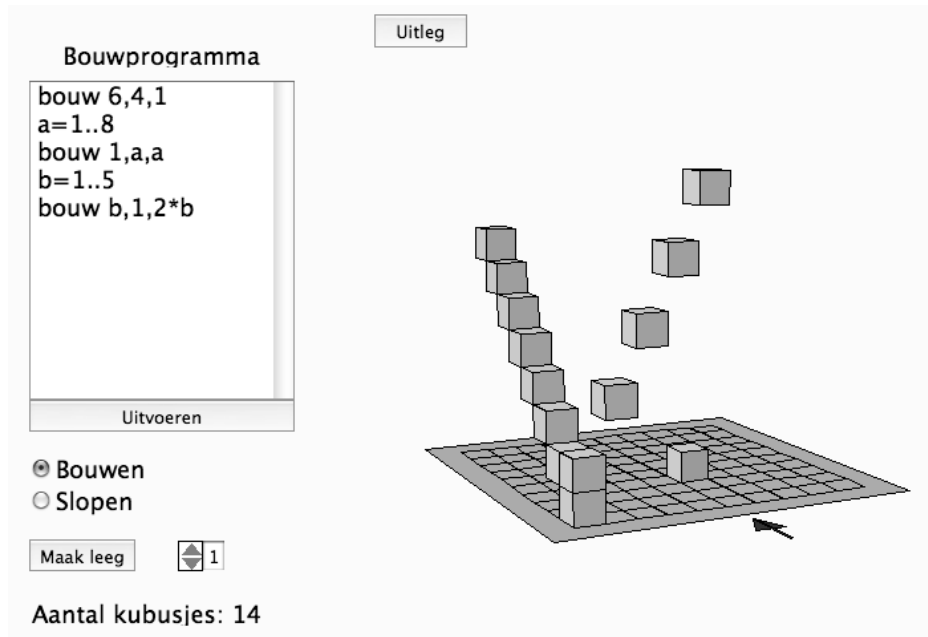 Uitleg
Bouwprogramma
bouw 6,4,1
a=1..8
bouw 1,a,a
b=1..5
bouw b,1,2*b
Uitvoeren
Bouwen
Slopen
Maak leeg
1
Aantal kubusjes: 14